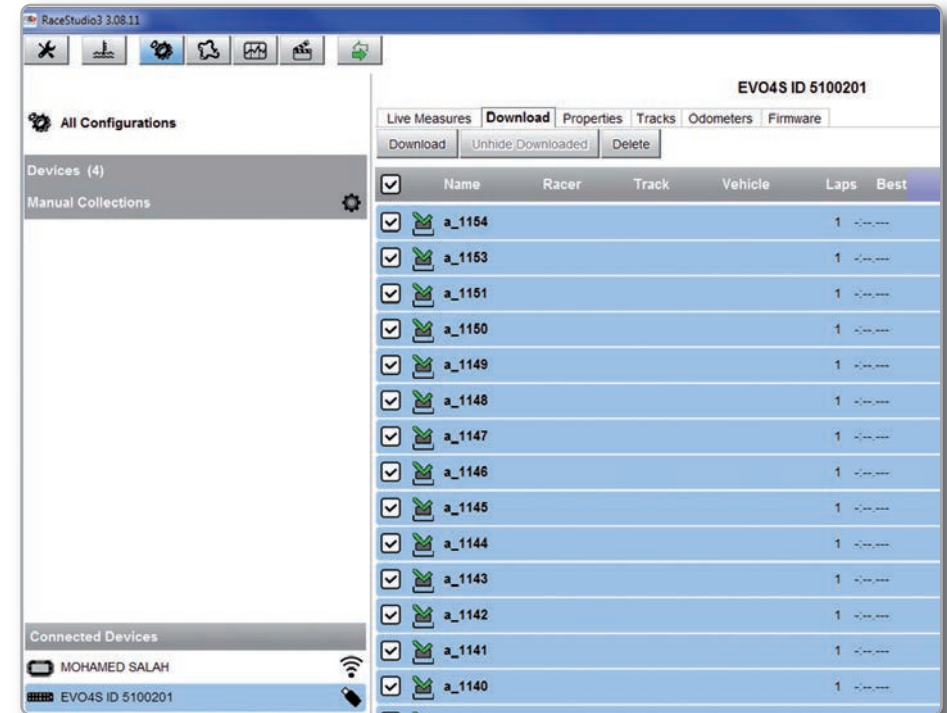 RaceStudio3 3.08.11
EVO4S ID 5100201
All Configurations
Live Measures Download Properties Tracks Odometers Firmware
Download Unhide Downloaded Delete
Devices (4)
Manual Collections
Name Racer Track Vehicle Laps Best
a_1154 1 -:--.---
a_1153 1 -:--.---
a_1151 1 -:--.---
a_1150 1 -:--.---
a_1149 1 -:--.---
a_1148 1 -:--.---
a_1147 1 -:--.---
a_1146 1 -:--.---
a_1145 1 -:--.---
a_1144 1 -:--.---
a_1143 1 -:--.---
a_1142 1 -:--.---
a_1141 1 -:--.---
a_1140 1 -:--.---
Connected Devices
MOHAMED SALAH
EVO4S ID 5100201